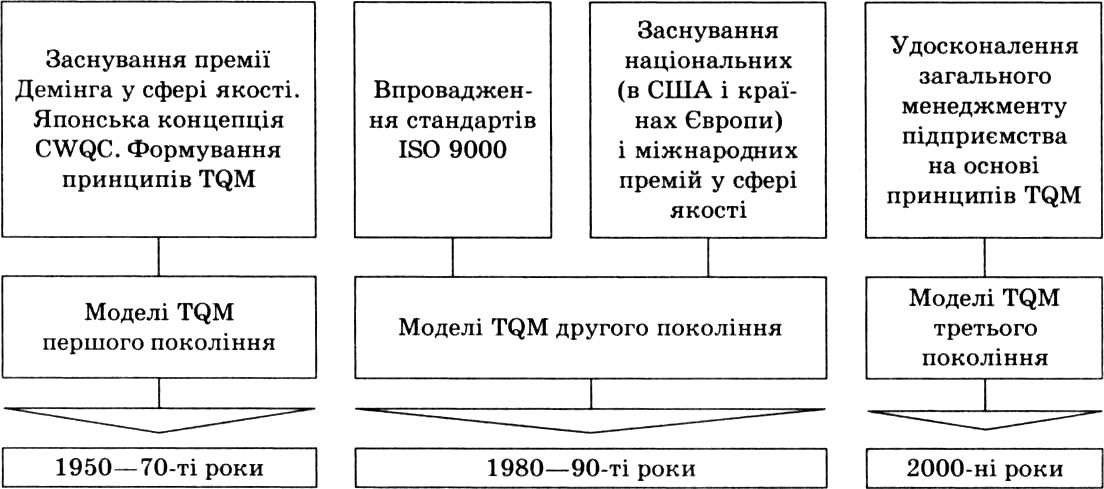 Заснування премії
Демінга у сфері якості.
Японська концепція
CWQC. Формування
принципів TQM
Впроваджен-
ня стандартів
ISO 9000
Заснування
національних
(в США і краї-
нах Європи)
і міжнародних
премій у сфері
якості
Удосконалення
загального
менеджменту
підприємства
на основі
принципів TQM
Моделі TQM
першого покоління
Моделі TQM другого покоління
Моделі TQM
третього
покоління
1950—70-ті роки
1980—90-ті роки
2000-ні роки